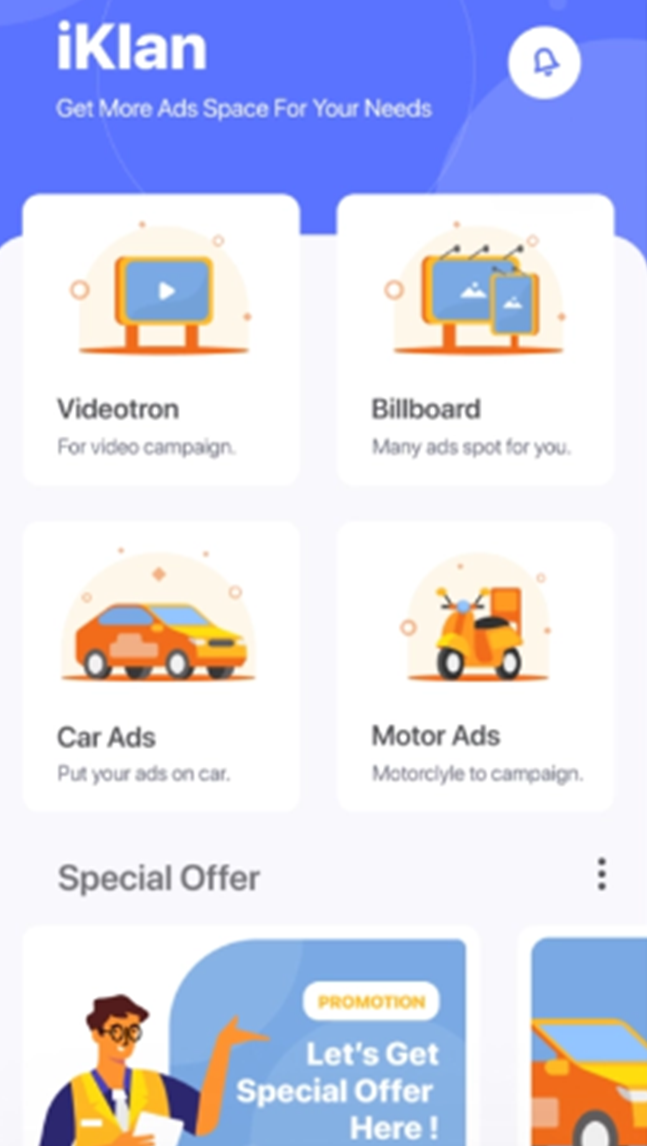 iKlan
Get More Ads Space For Your Needs
Videotron
For video campaign.
Billboard
Many ads spot for you.
Car Ads
Put your ads on car.
Motor Ads
Motorclyle to campaign.
Special Offer
PROMOTION
Let's Get
Special Offer
Here !